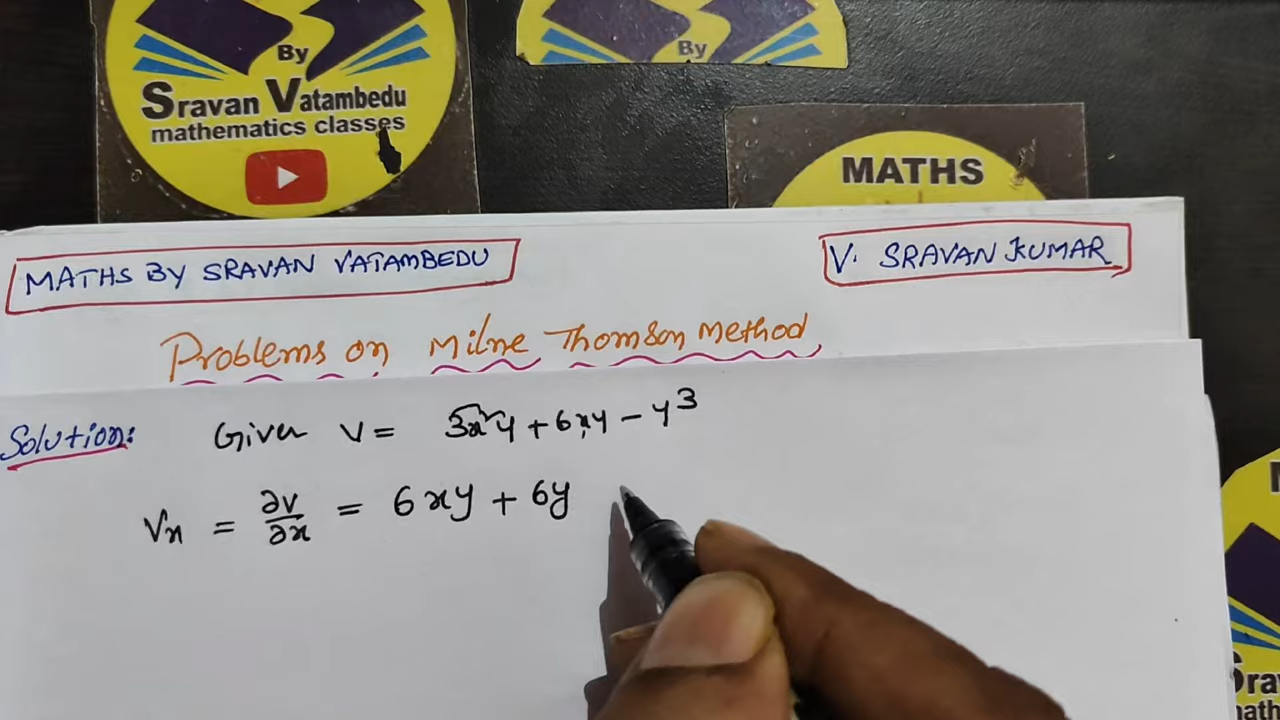 By
Sravan Vatambedu
mathematics classes
By
MATHS
MATHS BY SRAVAN VATAMBEDU
V. SRAVAN KUMAR
Problems on Milne Thomson Method
Solution: Given V = 3x²y + 6xy - y³
Vx = ∂v/∂x = 6xy + 6y